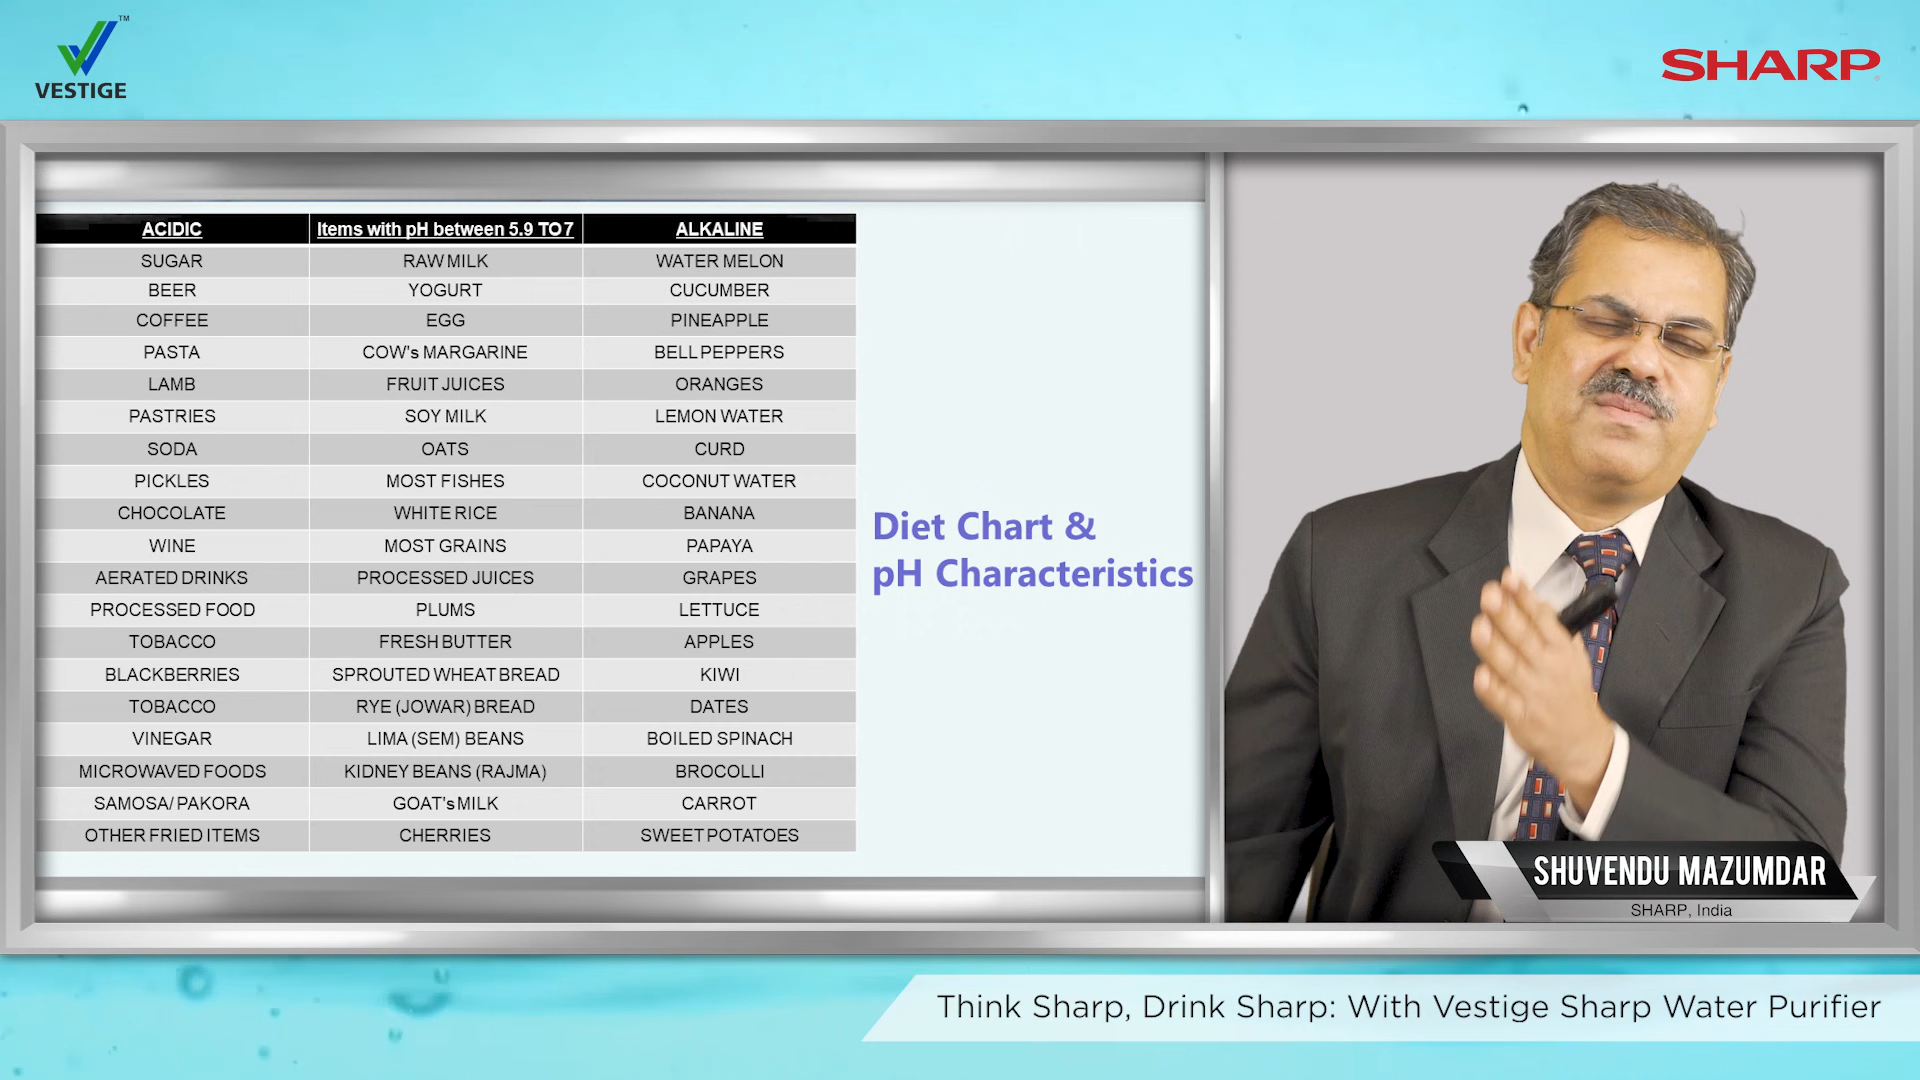 VESTIGE
TM
SHARP
ACIDIC Items with pH between 5.9 TO 7 ALKALINE
SUGAR RAW MILK WATER MELON
BEER YOGURT CUCUMBER
COFFEE EGG PINEAPPLE
PASTA COW's MARGARINE BELL PEPPERS
LAMB FRUIT JUICES ORANGES
PASTRIES SOY MILK LEMON WATER
SODA OATS CURD
PICKLES MOST FISHES COCONUT WATER
CHOCOLATE WHITE RICE BANANA
WINE MOST GRAINS PAPAYA
AERATED DRINKS PROCESSED JUICES GRAPES
PROCESSED FOOD PLUMS LETTUCE
TOBACCO FRESH BUTTER APPLES
BLACKBERRIES SPROUTED WHEAT BREAD KIWI
TOBACCO RYE (JOWAR) BREAD DATES
VINEGAR LIMA (SEM) BEANS BOILED SPINACH
MICROWAVED FOODS KIDNEY BEANS (RAJMA) BROCOLLI
SAMOSA/ PAKORA GOAT's MILK CARROT
OTHER FRIED ITEMS CHERRIES SWEET POTATOES
Diet Chart &
pH Characteristics
SHUVENDU MAZUMDAR
SHARP, India
Think Sharp, Drink Sharp: With Vestige Sharp Water Purifier